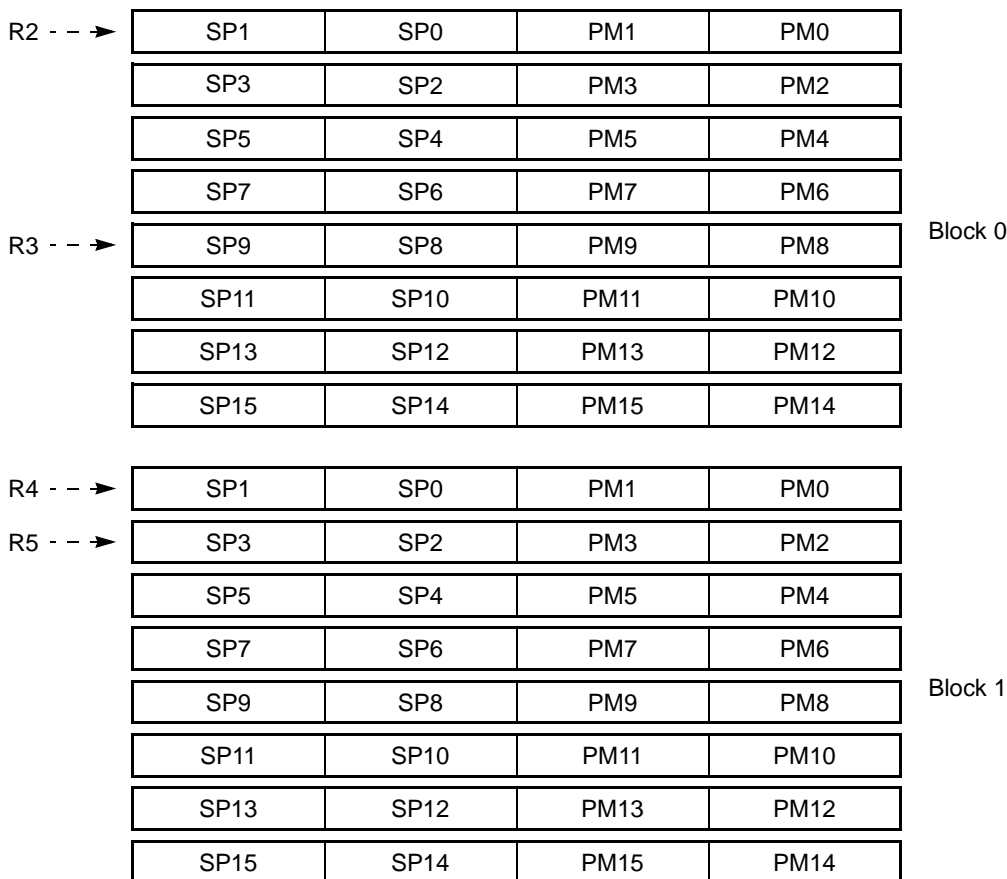 R2 SP1 SP0 PM1 PM0
SP3 SP2 PM3 PM2
SP5 SP4 PM5 PM4
SP7 SP6 PM7 PM6
R3 SP9 SP8 PM9 PM8 Block 0
SP11 SP10 PM11 PM10
SP13 SP12 PM13 PM12
SP15 SP14 PM15 PM14
R4 SP1 SP0 PM1 PM0
R5 SP3 SP2 PM3 PM2
SP5 SP4 PM5 PM4
SP7 SP6 PM7 PM6
SP9 SP8 PM9 PM8 Block 1
SP11 SP10 PM11 PM10
SP13 SP12 PM13 PM12
SP15 SP14 PM15 PM14